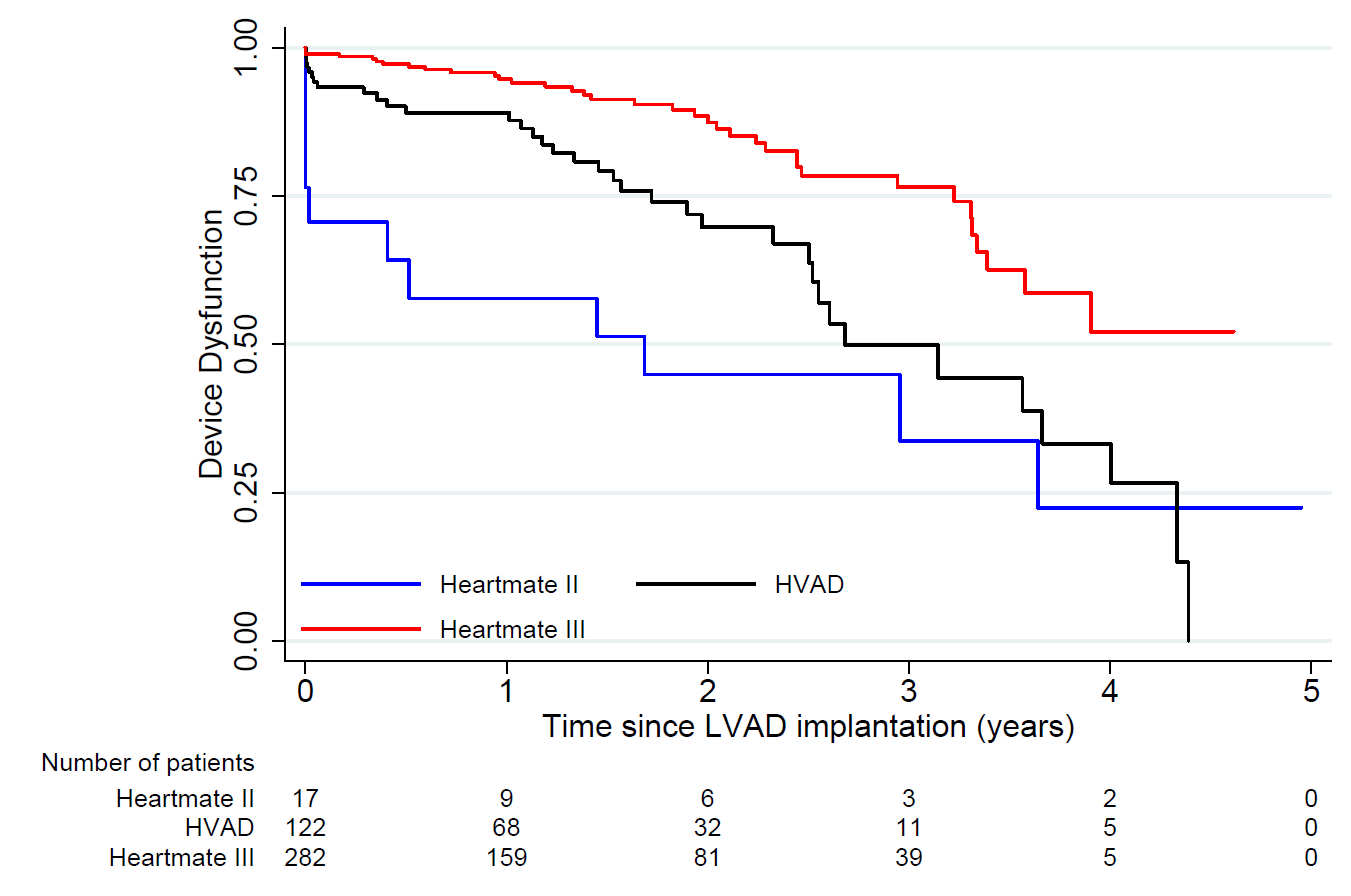 Device Dysfunction
1.00
0.75
0.50
0.25
0.00
Heartmate II HVAD
Heartmate III
0 1 2 3 4 5
Time since LVAD implantation (years)
Number of patients
Heartmate II 17 9 6 3 2 0
HVAD 122 68 32 11 5 0
Heartmate III 282 159 81 39 5 0